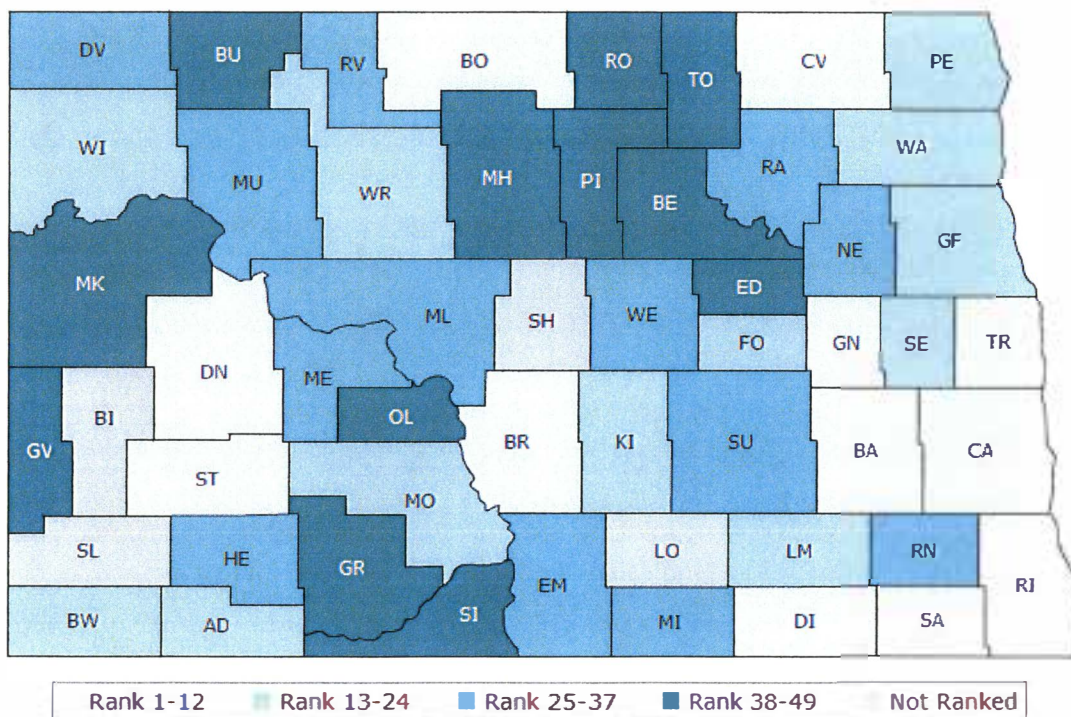 DV BU RV BO RO TO CV PE
WI MU WR MH PI BE RA WA
MK ML SH WE ED NE GF
DN ME FO GN SE TR
GV BI OL BR KI SU BA CA
ST MO
SL HE GR EM LO LM RN RI
BW AD SI MI DI SA
Rank 1-12 Rank 13-24 Rank 25-37 Rank 38-49 Not Ranked